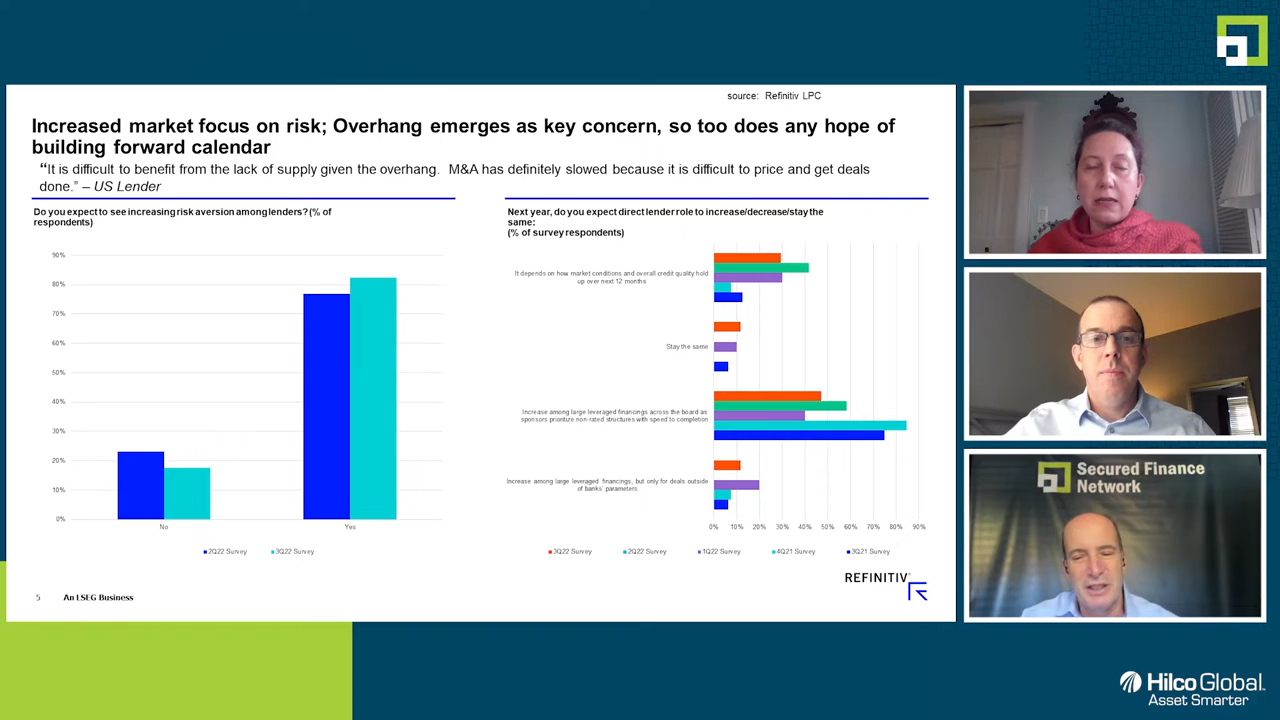 source: Refinitiv LPC
Increased market focus on risk; Overhang emerges as key concern, so too does any hope of
building forward calendar
“It is difficult to benefit from the lack of supply given the overhang. M&A has definitely slowed because it is difficult to price and get deals
done.” – US Lender
Do you expect to see increasing risk aversion among lenders? (% of
respondents)
90%
80%
70%
60%
50%
40%
30%
20%
10%
0%
No Yes
2Q22 Survey 3Q22 Survey
Next year, do you expect direct lender role to increase/decrease/stay the
same:
(% of survey respondents)
It depends on how market conditions and overall credit quality hold
up over next 12 months
Stay the same
Increase among large leveraged financings across the board as
sponsors prioritize non-rated structures with speed to completion
Increase among large leveraged financings, but only for deals outside
of banks' parameters
0% 10% 20% 30% 40% 50% 60% 70% 80% 90%
3Q22 Survey 2Q22 Survey 1Q22 Survey 4Q21 Survey 3Q21 Survey
REFINITIV
5 An LSEG Business
Secured Finance
Network
Hilco Global
Asset Smarter